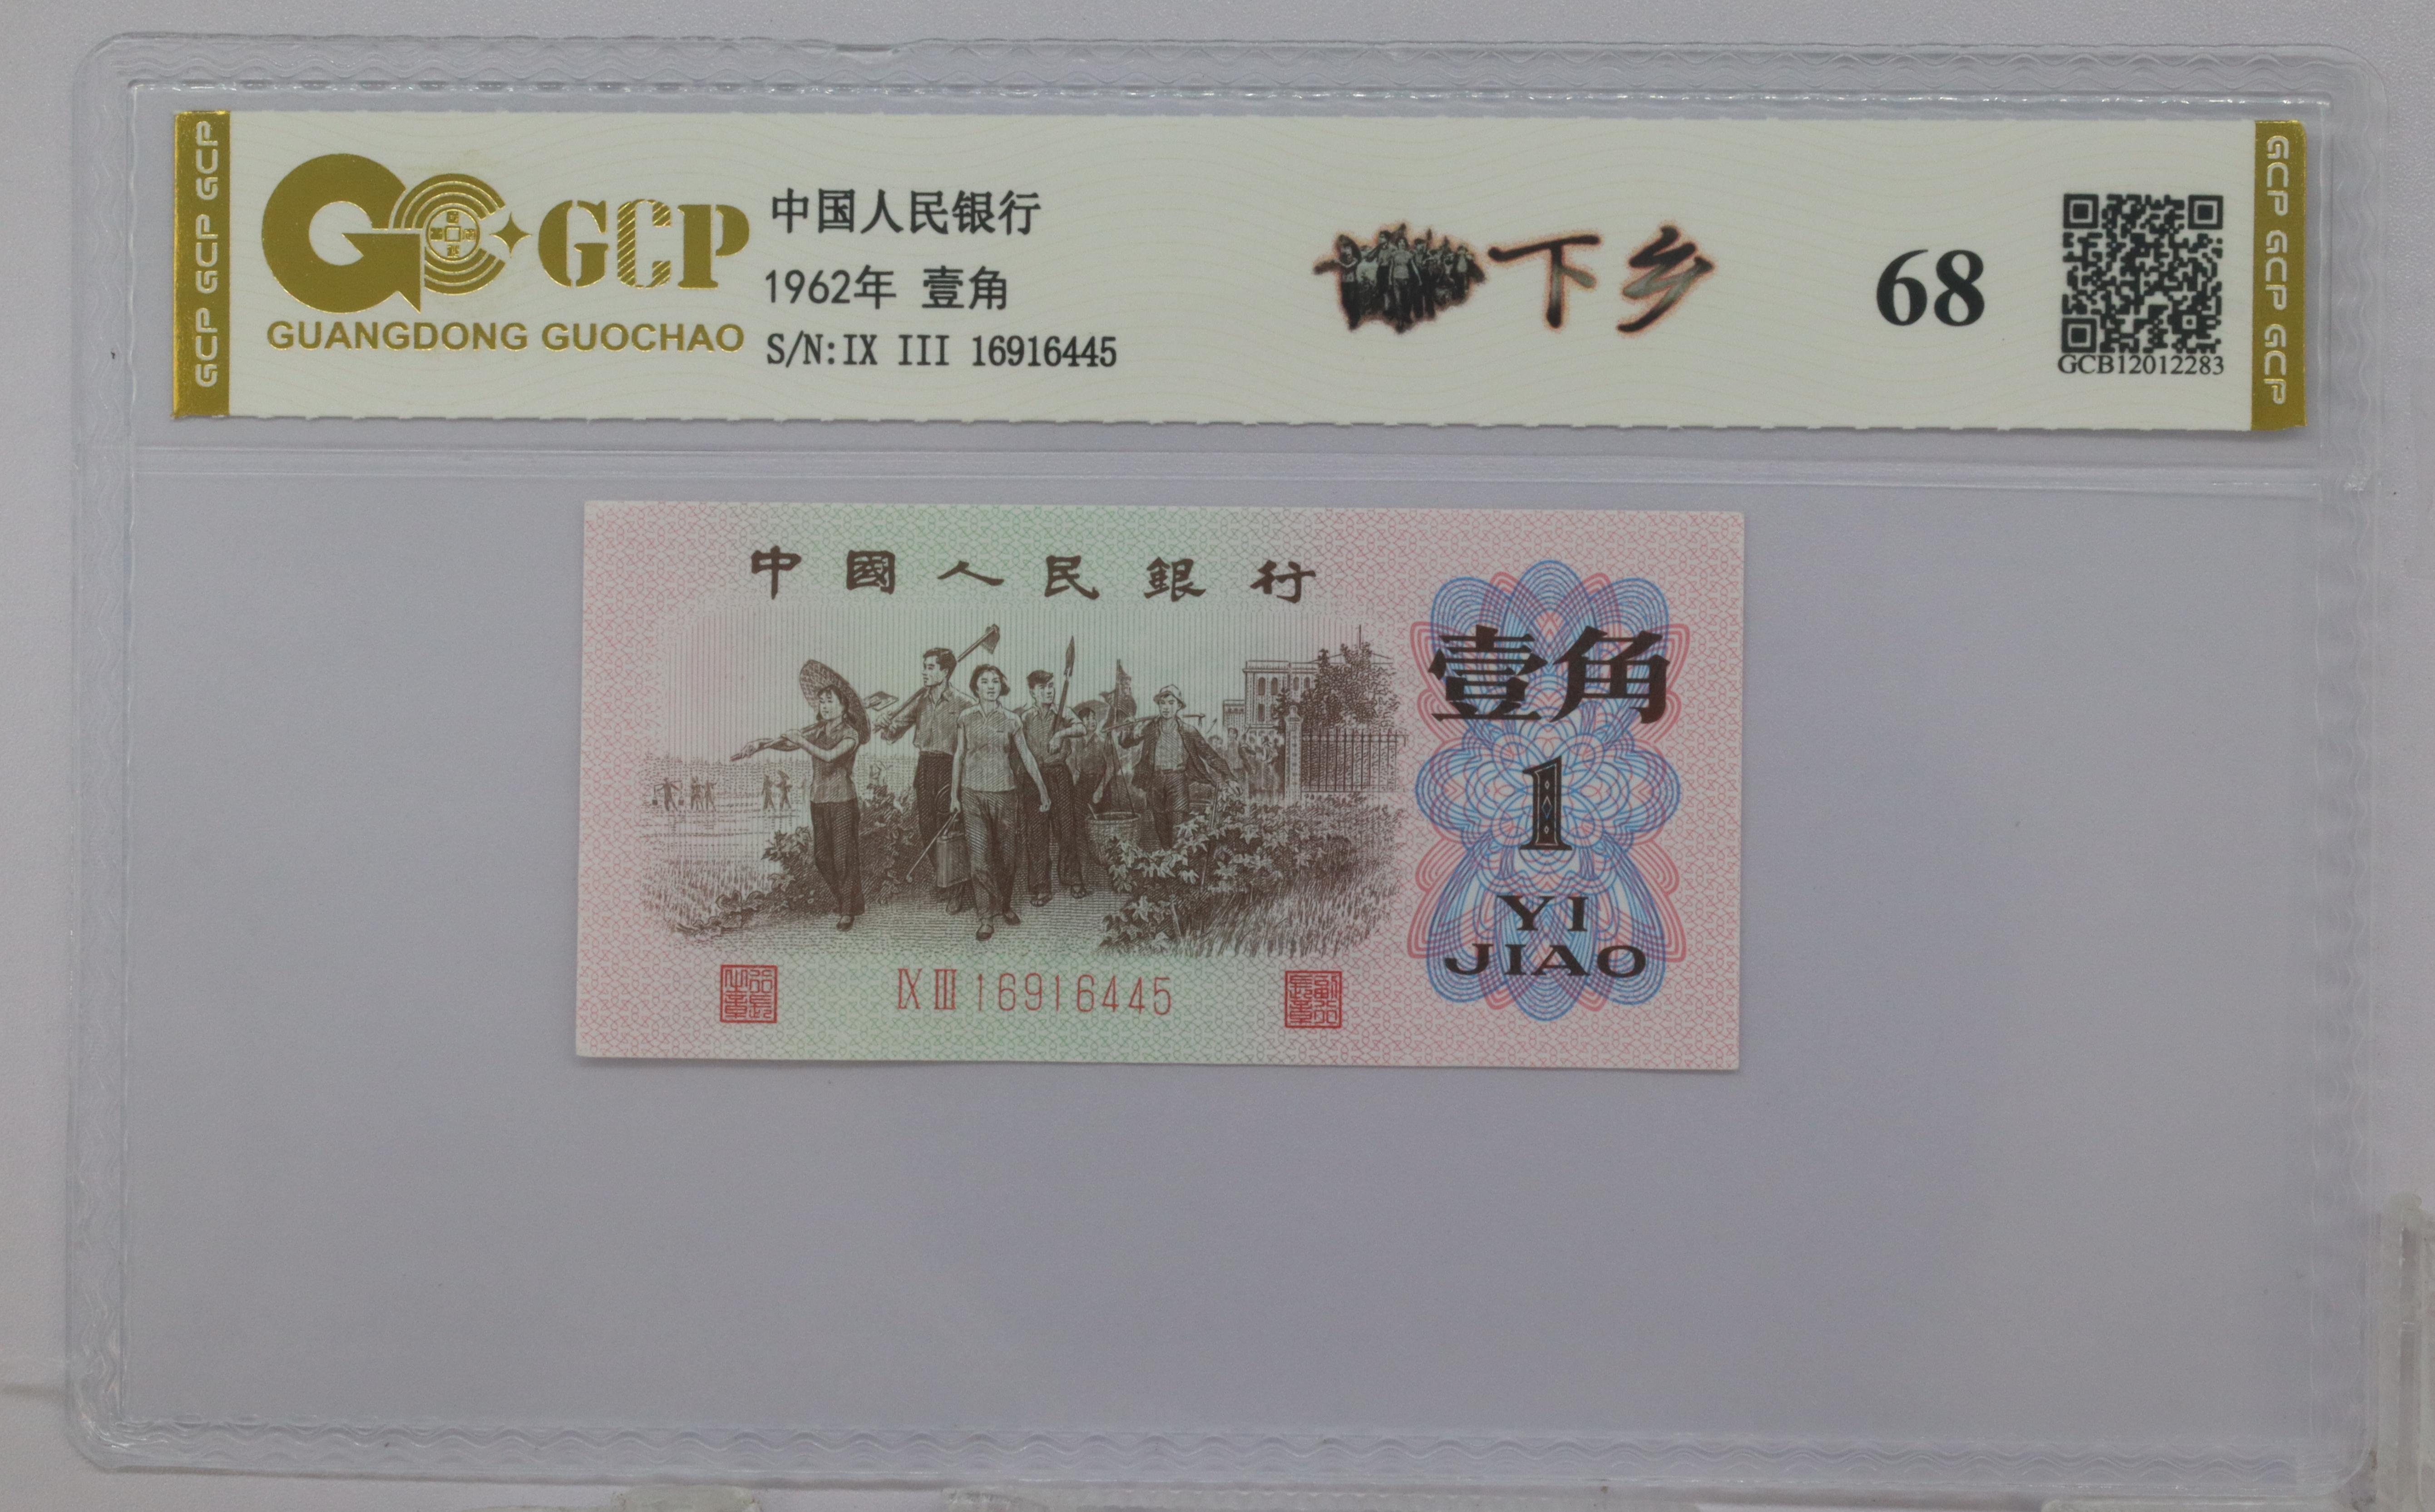 GCP GCP GCP
GCP
GUANGDONG GUOCHAO
中国人民银行
1962年 壹角
S/N:IX III 16916445
下乡
68
GCB12012283
GCP GCP GCP
中國人民銀行
壹角
1
YI
JIAO
IX III 16916445